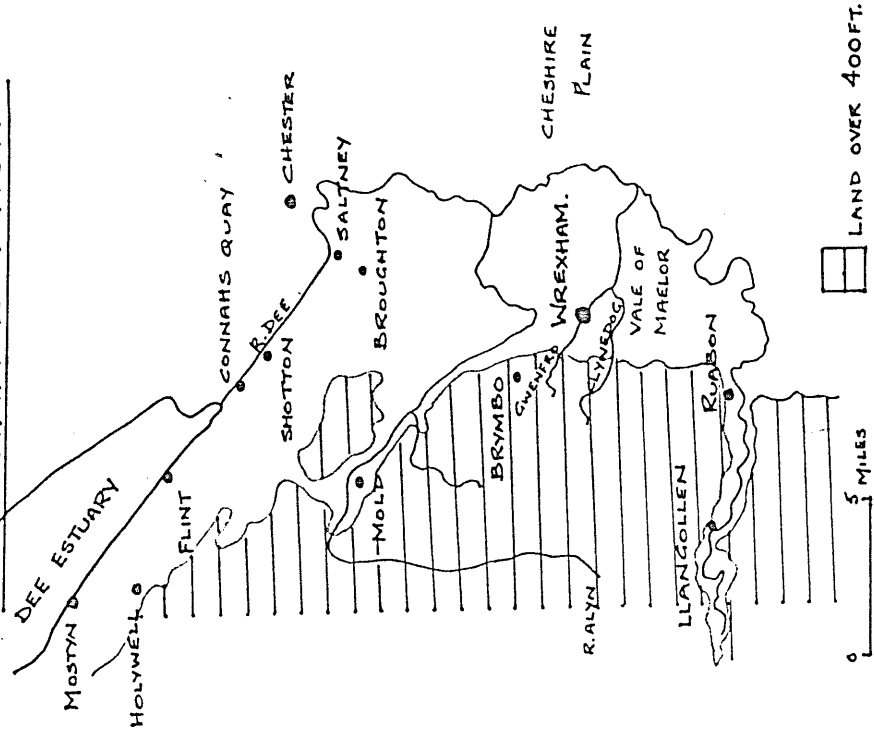 DEE ESTUARY
MOSTYN
HOLYWELL
FLINT
CONNAHS QUAY
R. DEE
SHOTTON
CHESTER
SALTNEY
BROUGHTON
MOLD
BRYMBO
GWENFRO
WREXHAM.
CLYNEDOG
CHESHIRE
PLAIN
VALE OF
MAELOR
R. ALYN
LLANGOLLEN
RUABON
0 5 MILES
LAND OVER 400FT.